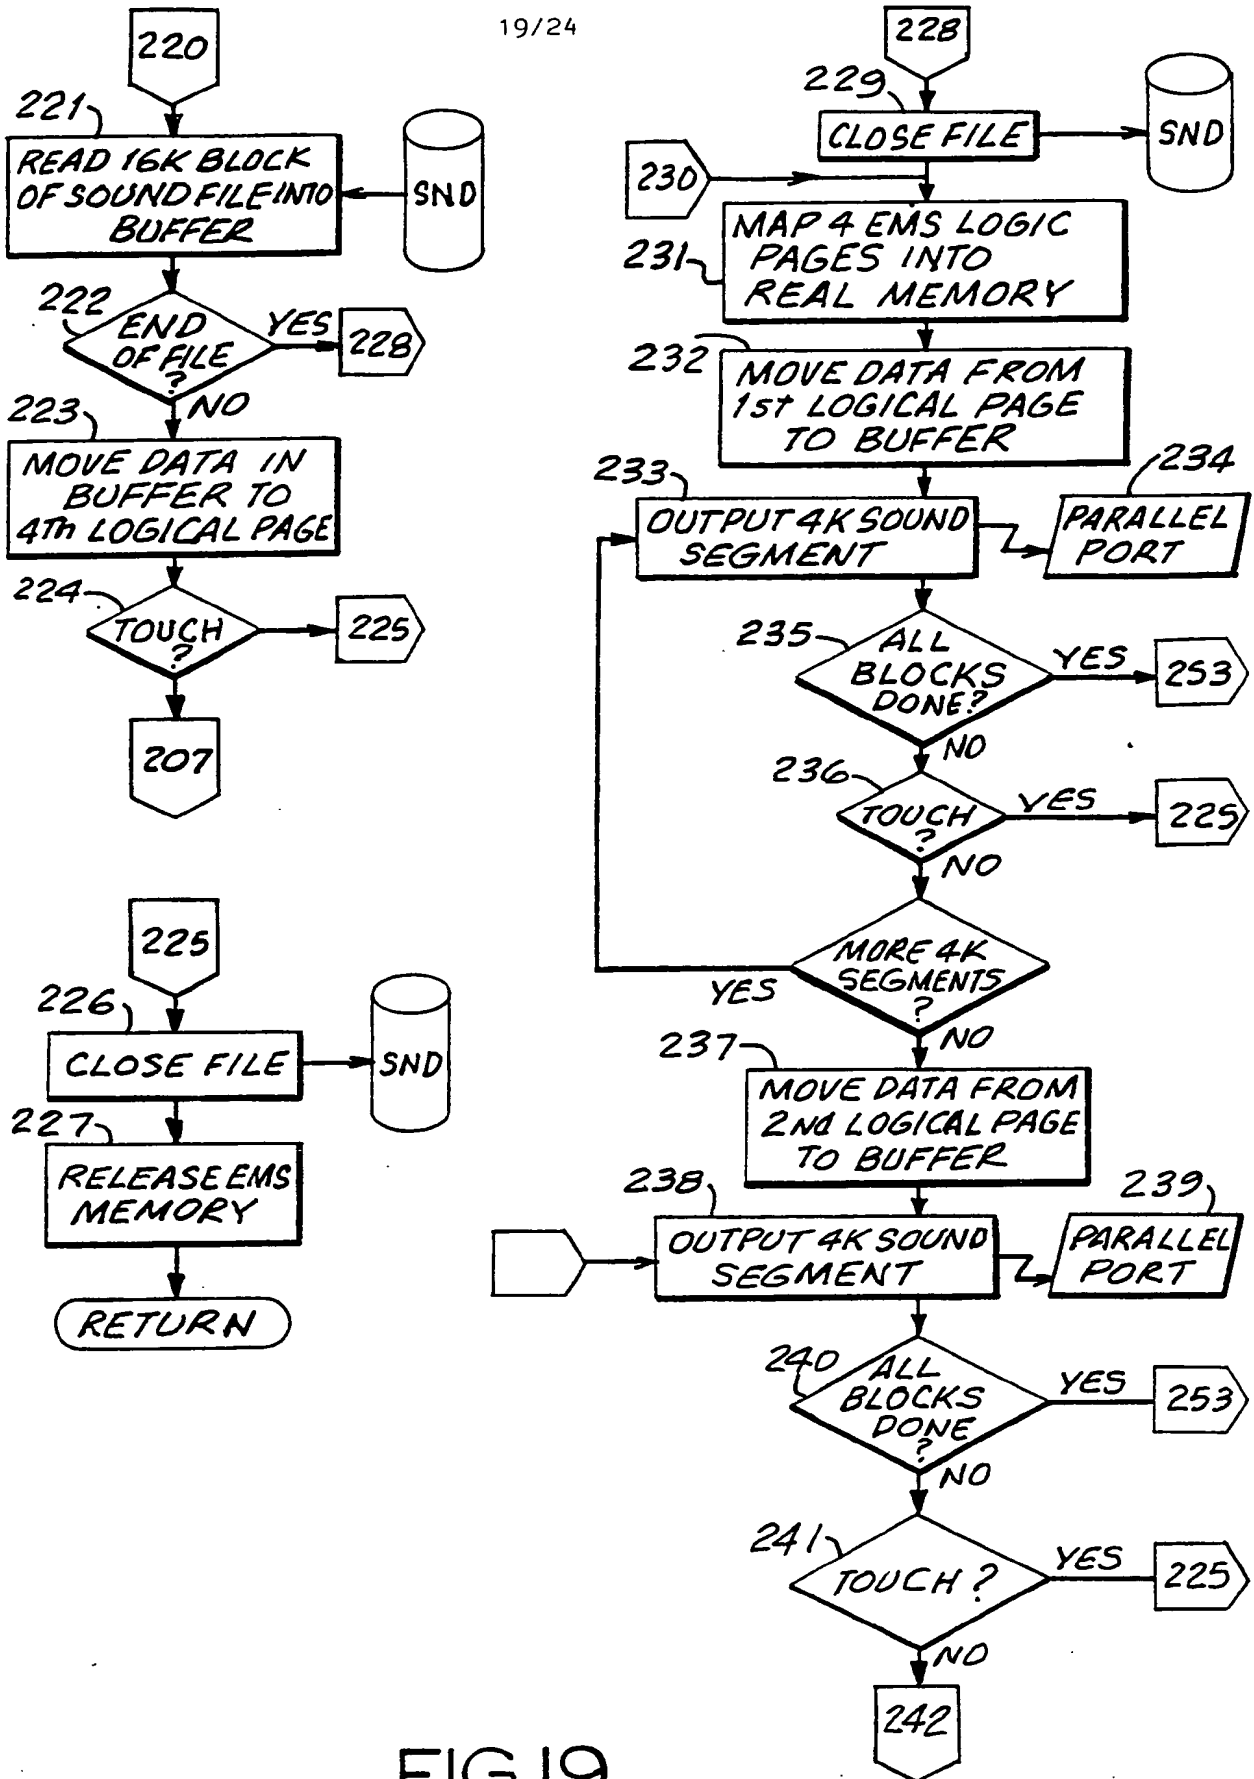 19/24
220
221
READ 16K BLOCK
OF SOUND FILE INTO
BUFFER
SND
222
END
OF FILE
?
YES
228
NO
223
MOVE DATA IN
BUFFER TO
4Th LOGICAL PAGE
224
TOUCH
?
225
207
225
226
CLOSE FILE
SND
227
RELEASE EMS
MEMORY
RETURN
228
229
CLOSE FILE
SND
230
231
MAP 4 EMS LOGIC
PAGES INTO
REAL MEMORY
232
MOVE DATA FROM
1st LOGICAL PAGE
TO BUFFER
233
OUTPUT 4K SOUND
SEGMENT
234
PARALLEL
PORT
235
ALL
BLOCKS
DONE?
YES
253
NO
236
TOUCH
?
YES
225
NO
MORE 4K
SEGMENTS
?
YES
NO
237
MOVE DATA FROM
2nd LOGICAL PAGE
TO BUFFER
238
OUTPUT 4K SOUND
SEGMENT
239
PARALLEL
PORT
240
ALL
BLOCKS
DONE
?
YES
253
NO
241
TOUCH ?
YES
225
NO
242
FIG.19